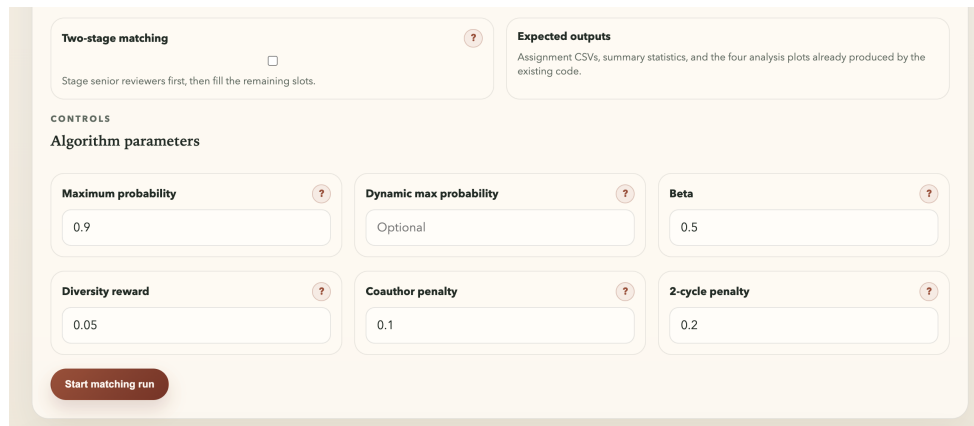 Two-stage matching
?
Stage senior reviewers first, then fill the remaining slots.
Expected outputs
Assignment CSVs, summary statistics, and the four analysis plots already produced by the
existing code.
CONTROLS
Algorithm parameters
Maximum probability
?
0.9
Dynamic max probability
?
Optional
Beta
?
0.5
Diversity reward
?
0.05
Coauthor penalty
?
0.1
2-cycle penalty
?
0.2
Start matching run